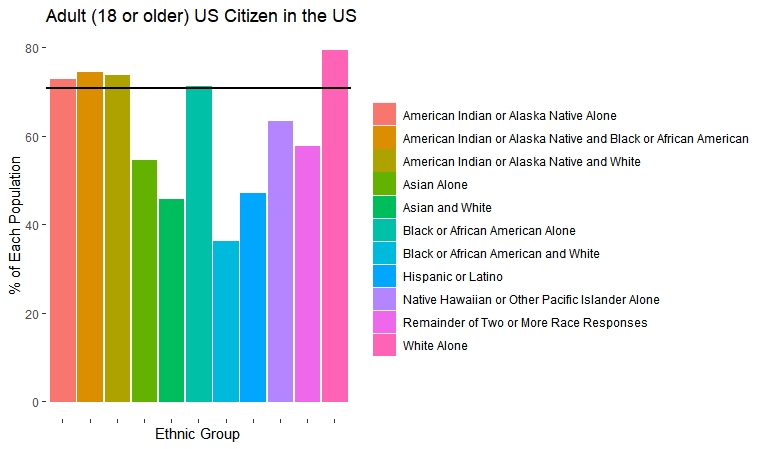 Adult (18 or older) US Citizen in the US
% of Each Population
80
60
40
20
0
Ethnic Group
American Indian or Alaska Native Alone
American Indian or Alaska Native and Black or African American
American Indian or Alaska Native and White
Asian Alone
Asian and White
Black or African American Alone
Black or African American and White
Hispanic or Latino
Native Hawaiian or Other Pacific Islander Alone
Remainder of Two or More Race Responses
White Alone